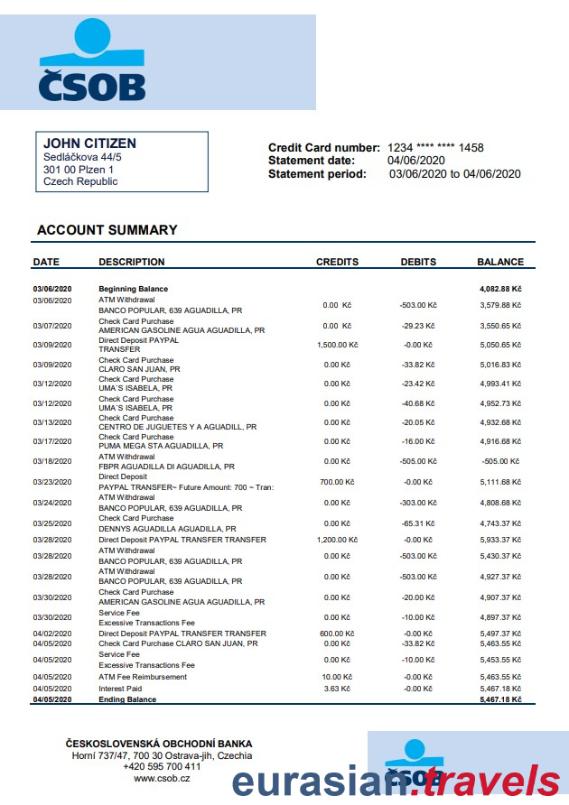 ČSOB
JOHN CITIZEN
Sedláčkova 44/5
301 00 Plzen 1
Czech Republic
Credit Card number: 1234 **** **** 1458
Statement date: 04/06/2020
Statement period: 03/06/2020 to 04/06/2020
ACCOUNT SUMMARY
DATE DESCRIPTION CREDITS DEBITS BALANCE
03/06/2020 Beginning Balance 4,082.88 Kč
03/06/2020 ATM Withdrawal
BANCO POPULAR, 639 AGUADILLA, PR 0.00 Kč -503.00 Kč 3,579.88 Kč
03/07/2020 Check Card Purchase
AMERICAN GASOLINE AGUA AGUADILLA, PR 0.00 Kč -29.23 Kč 3,550.65 Kč
03/09/2020 Direct Deposit PAYPAL
TRANSFER 1,500.00 Kč -0.00 Kč 5,050.65 Kč
03/09/2020 Check Card Purchase
CLARO SAN JUAN, PR 0.00 Kč -33.82 Kč 5,016.83 Kč
03/12/2020 Check Card Purchase
UMA´S ISABELA, PR 0.00 Kč -23.42 Kč 4,993.41 Kč
03/12/2020 Check Card Purchase
UMA´S ISABELA, PR 0.00 Kč -40.68 Kč 4,952.73 Kč
03/13/2020 Check Card Purchase
CENTRO DE JUGUETES Y A AGUADILL, PR 0.00 Kč -20.05 Kč 4,932.68 Kč
03/17/2020 Check Card Purchase
PUMA MEGA STA AGUADILLA, PR 0.00 Kč -16.00 Kč 4,916.68 Kč
03/18/2020 ATM Withdrawal
FBPR AGUADILLA DI AGUADILLA, PR 0.00 Kč -505.00 Kč -505.00 Kč
03/23/2020 Direct Deposit
PAYPAL TRANSFER~ Future Amount: 700 ~ Tran: 700.00 Kč -0.00 Kč 5,111.68 Kč
03/24/2020 ATM Withdrawal
BANCO POPULAR, 639 AGUADILLA, PR 0.00 Kč -303.00 Kč 4,808.68 Kč
03/25/2020 Check Card Purchase
DENNYS AGUADILLA AGUADILLA, PR 0.00 Kč -65.31 Kč 4,743.37 Kč
03/28/2020 Direct Deposit PAYPAL TRANSFER TRANSFER 1,200.00 Kč -0.00 Kč 5,933.37 Kč
03/28/2020 ATM Withdrawal
BANCO POPULAR, 639 AGUADILLA, PR 0.00 Kč -503.00 Kč 5,430.37 Kč
03/28/2020 ATM Withdrawal
BANCO POPULAR, 639 AGUADILLA, PR 0.00 Kč -503.00 Kč 4,927.37 Kč
03/30/2020 Check Card Purchase
AMERICAN GASOLINE AGUA AGUADILLA, PR 0.00 Kč -20.00 Kč 4,907.37 Kč
03/30/2020 Service Fee
Excessive Transactions Fee 0.00 Kč -10.00 Kč 4,897.37 Kč
04/02/2020 Direct Deposit PAYPAL TRANSFER TRANSFER 600.00 Kč -0.00 Kč 5,497.37 Kč
04/05/2020 Check Card Purchase CLARO SAN JUAN, PR 0.00 Kč -33.82 Kč 5,463.55 Kč
04/05/2020 Service Fee
Excessive Transactions Fee 0.00 Kč -10.00 Kč 5,453.55 Kč
04/05/2020 ATM Fee Reimbursement 10.00 Kč -0.00 Kč 5,467.18 Kč
04/05/2020 Interest Paid 3.63 Kč -0.00 Kč 5,467.18 Kč
04/05/2020 Ending Balance 5,467.18 Kč
ČESKOSLOVENSKÁ OBCHODNÍ BANKA
Horní 737/47, 700 30 Ostrava-jih, Czechia
+420 595 700 411
www.csob.cz
ČSOB
eurasian.travels